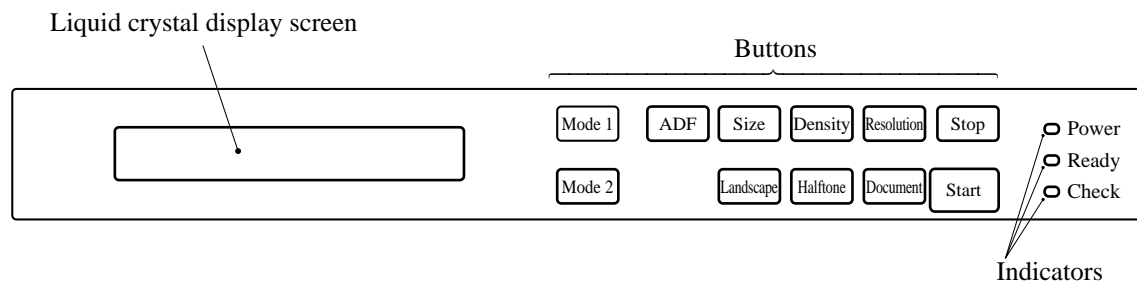 Liquid crystal display screen
Buttons
Mode 1 ADF Size Density Resolution Stop
Mode 2 Landscape Halftone Document Start
Power
Ready
Check
Indicators